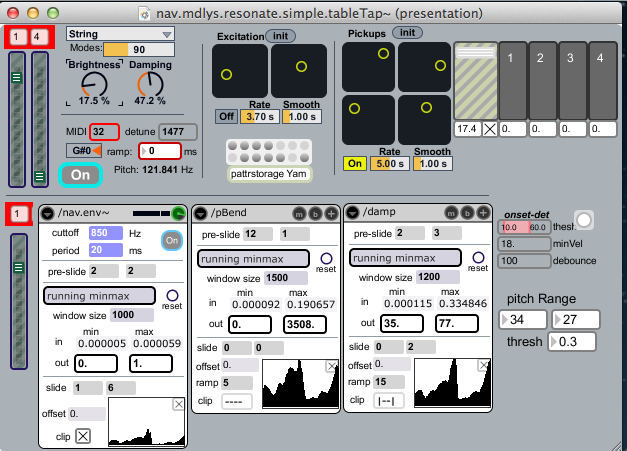 nav.mdlys.resonate.simple.tableTap~ (presentation)
1 4
String
Modes: 90
Brightness Damping
17.5 % 47.2 %
MIDI 32 detune 1477
G#0 ramp: 0 ms
On Pitch: 121.841 Hz
Excitation init
Rate Smooth
Off 3.70 s 1.00 s
pattrstorage Yam
Pickups init
Rate Smooth
On 5.00 s 1.00 s
1 2 3 4
17.4 0. 0. 0. 0.
1
/nav.env~
cuttoff 850 Hz
period 20 ms
On
pre-slide 2 2
running minmax
reset
window size 1000
min max
in 0.000005 0.000059
out 0. 1.
slide 1 6
offset 0.
clip
/pBend m b +
pre-slide 12 1
running minmax
window size 1500 reset
min max
in 0.000092 0.190657
out 0. 3508.
slide 0 0
offset 0.
ramp 5
clip ----
/damp m b +
pre-slide 2 3
running minmax
window size 1200 reset
min max
in 0.000115 0.334846
out 35. 77.
slide 0 2
offset 0.
ramp 15
clip |--|
onset-det
10.0 60.0 thesh
18. minVel
100 debounce
pitch Range
34 27
thresh 0.3